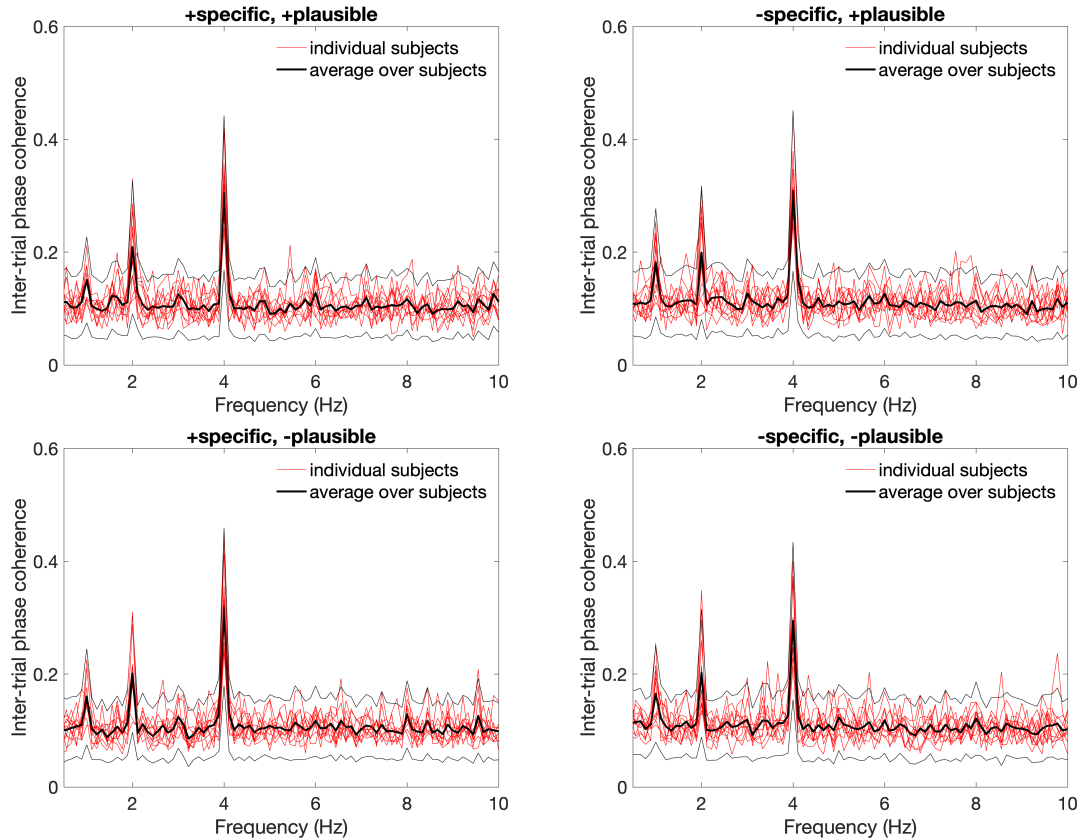 +specific, +plausible
0.6
0.4
0.2
0
Inter-trial phase coherence
individual subjects
average over subjects
2 4 6 8 10
Frequency (Hz)
-specific, +plausible
0.6
0.4
0.2
0
Inter-trial phase coherence
individual subjects
average over subjects
2 4 6 8 10
Frequency (Hz)
+specific, -plausible
0.6
0.4
0.2
0
Inter-trial phase coherence
individual subjects
average over subjects
2 4 6 8 10
Frequency (Hz)
-specific, -plausible
0.6
0.4
0.2
0
Inter-trial phase coherence
individual subjects
average over subjects
2 4 6 8 10
Frequency (Hz)